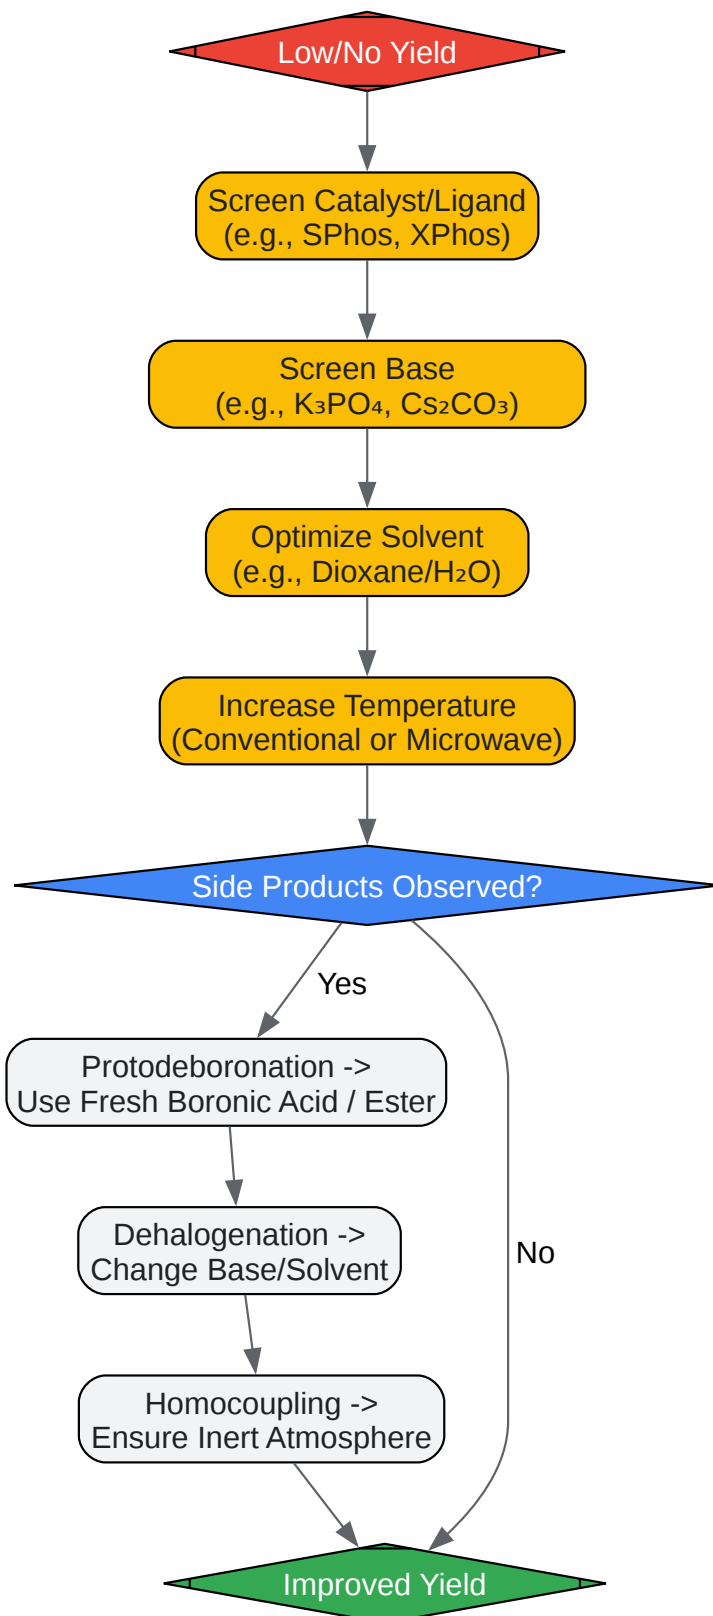 Low/No Yield
Screen Catalyst/Ligand
(e.g., SPhos, XPhos)
Screen Base
(e.g., K₃PO₄, Cs₂CO₃)
Optimize Solvent
(e.g., Dioxane/H₂O)
Increase Temperature
(Conventional or Microwave)
Side Products Observed?
Yes
Protodeboronation ->
Use Fresh Boronic Acid / Ester
Dehalogenation ->
Change Base/Solvent
No
Homocoupling ->
Ensure Inert Atmosphere
Improved Yield